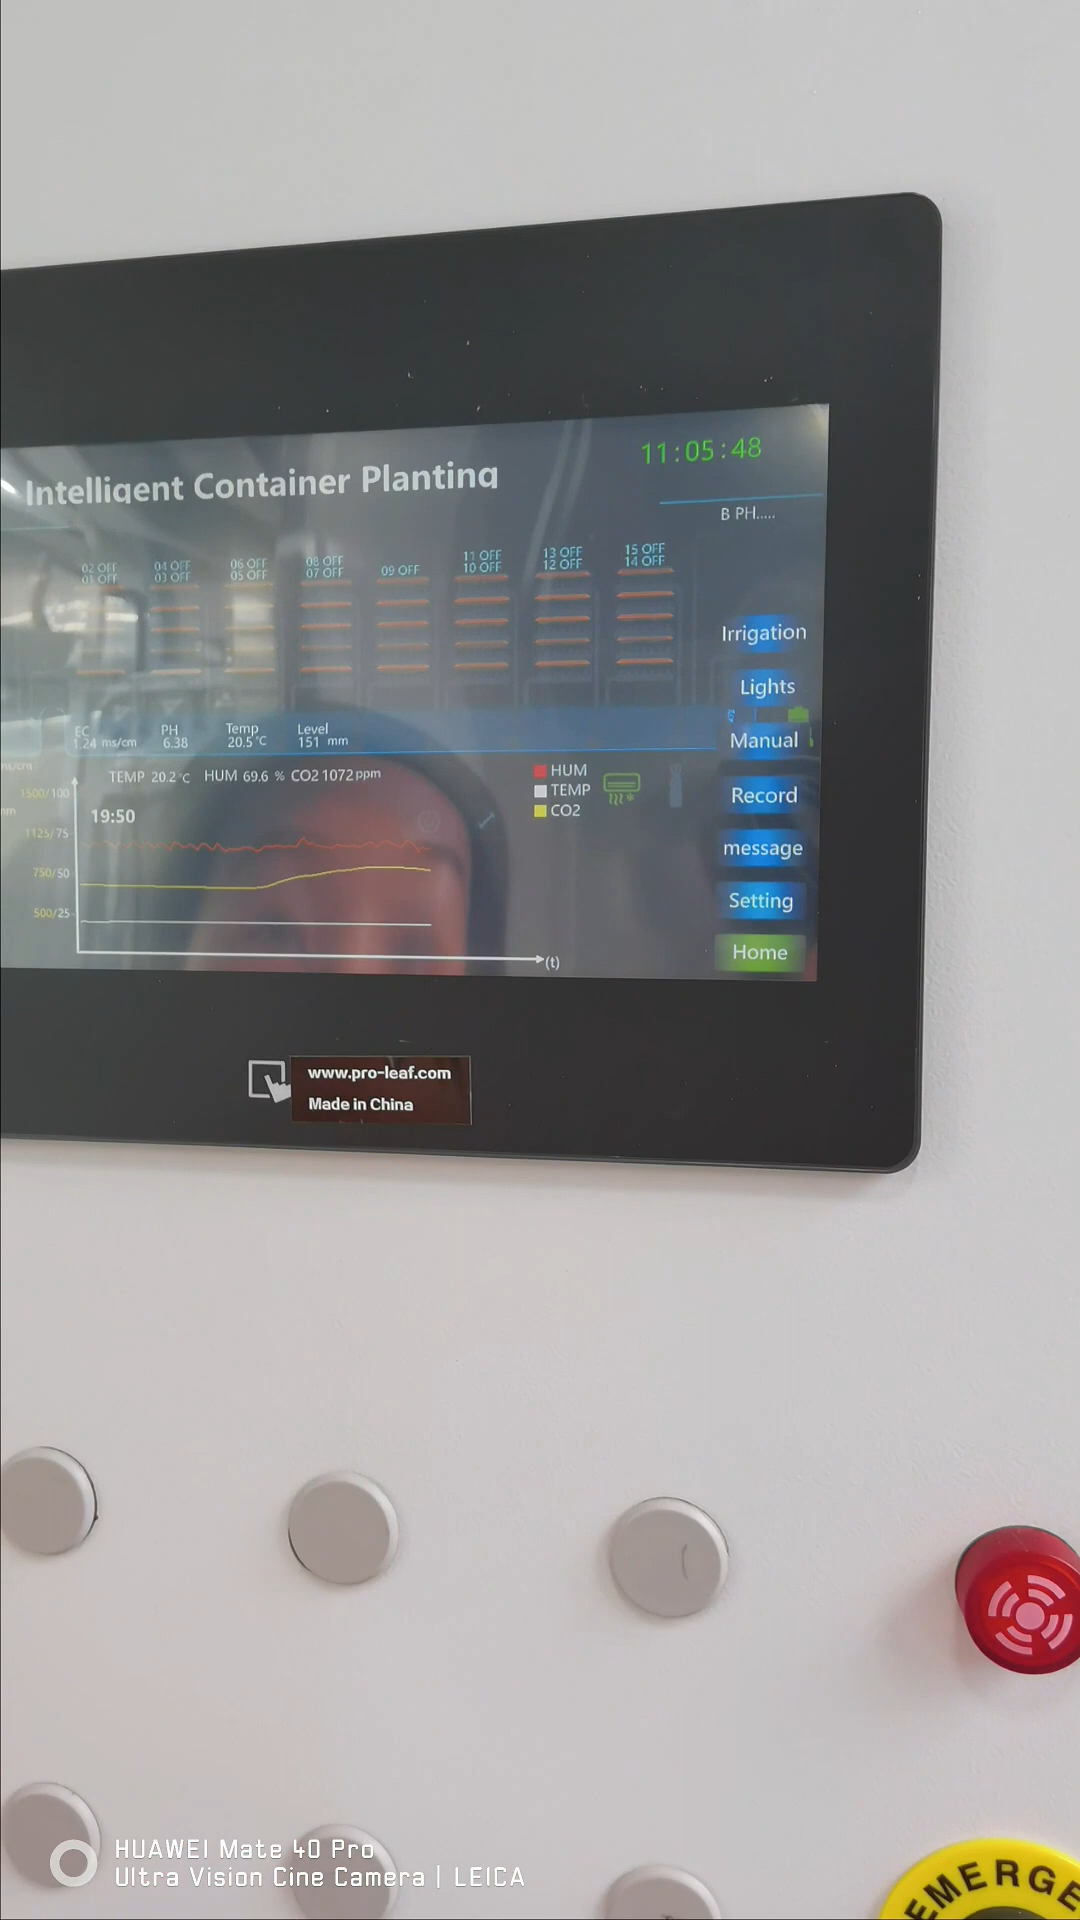 11:05:48
Intelligent Container Planting
B PH.....
02 OFF 04 OFF 06 OFF 08 OFF 11 OFF 13 OFF 15 OFF
01 OFF 03 OFF 05 OFF 07 OFF 09 OFF 10 OFF 12 OFF 14 OFF
Irrigation
Lights
Manual
Record
message
Setting
Home
EC PH Temp Level
1.24 ms/cm 6.38 20.5 °C 151 mm
TEMP 20.2 °C HUM 69.6 % CO2 1072 ppm
HUM
TEMP
CO2
1500/100
19:50
1125/75
750/50
500/25
(t)
www.pro-leaf.com
Made in China
EMERGE
HUAWEI Mate 40 Pro
Ultra Vision Cine Camera | LEICA